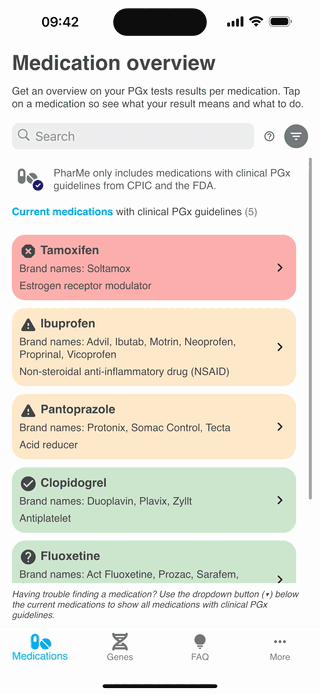 09:42
Medication overview
Get an overview on your PGx tests results per medication. Tap
on a medication so see what your result means and what to do.
Search
PharMe only includes medications with clinical PGx
guidelines from CPIC and the FDA.
Current medications with clinical PGx guidelines (5)
Tamoxifen
Brand names: Soltamox
Estrogen receptor modulator
Ibuprofen
Brand names: Advil, Ibutab, Motrin, Neoprofen,
Proprinal, Vicoprofen
Non-steroidal anti-inflammatory drug (NSAID)
Pantoprazole
Brand names: Protonix, Somac Control, Tecta
Acid reducer
Clopidogrel
Brand names: Duoplavin, Plavix, Zyllt
Antiplatelet
Fluoxetine
Brand names: Act Fluoxetine, Prozac, Sarafem,
Having trouble finding a medication? Use the dropdown button (▾) below
the current medications to show all medications with clinical PGx
guidelines.
Medications
Genes
FAQ
More